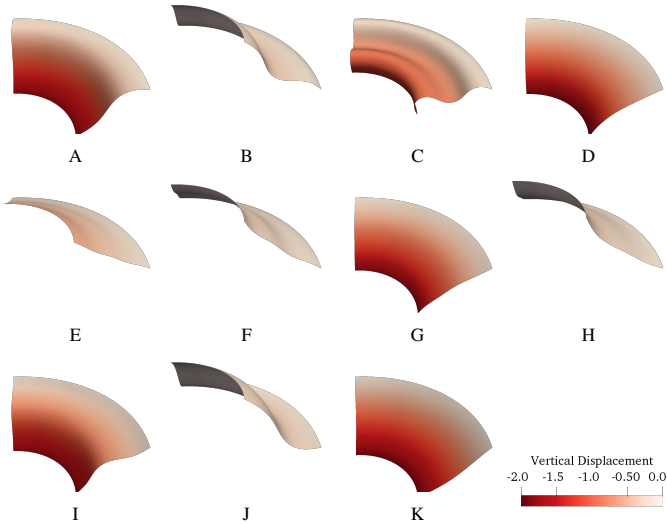 A B C D
E F G H
I J K
Vertical Displacement
-2.0 -1.5 -1.0 -0.50 0.0